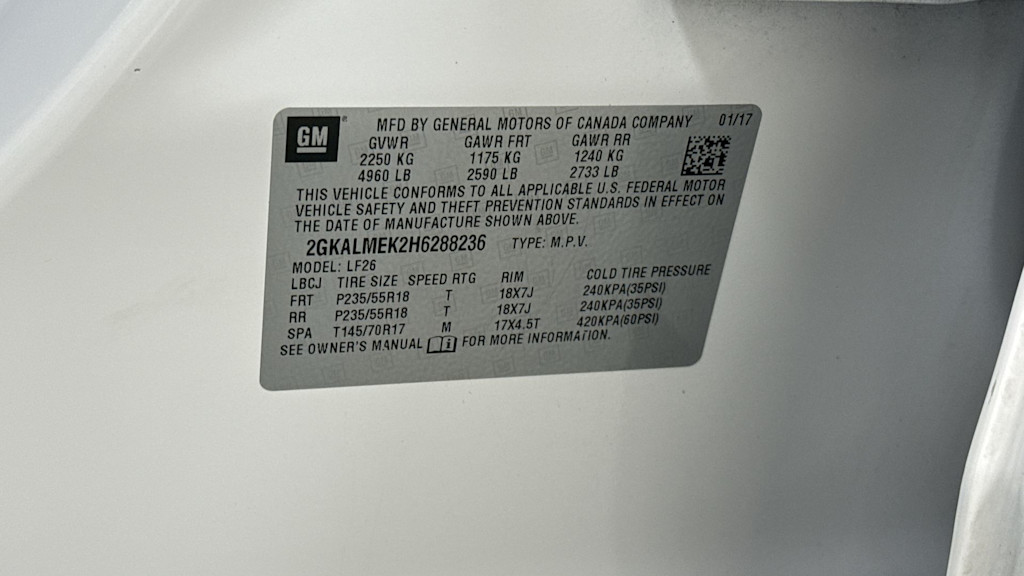 GM
MFD BY GENERAL MOTORS OF CANADA COMPANY 01/17
GVWR GAWR FRT GAWR RR
2250 KG 1175 KG 1240 KG
4960 LB 2590 LB 2733 LB
THIS VEHICLE CONFORMS TO ALL APPLICABLE U.S. FEDERAL MOTOR
VEHICLE SAFETY AND THEFT PREVENTION STANDARDS IN EFFECT ON
THE DATE OF MANUFACTURE SHOWN ABOVE.
2GKALMEK2H6288236 TYPE: M.P.V.
MODEL: LF26
LBCJ TIRE SIZE SPEED RTG RIM COLD TIRE PRESSURE
FRT P235/55R18 T 18X7J 240KPA(35PSI)
RR P235/55R18 T 18X7J 240KPA(35PSI)
SPA T145/70R17 M 17X4.5T 420KPA(60PSI)
SEE OWNER'S MANUAL FOR MORE INFORMATION.